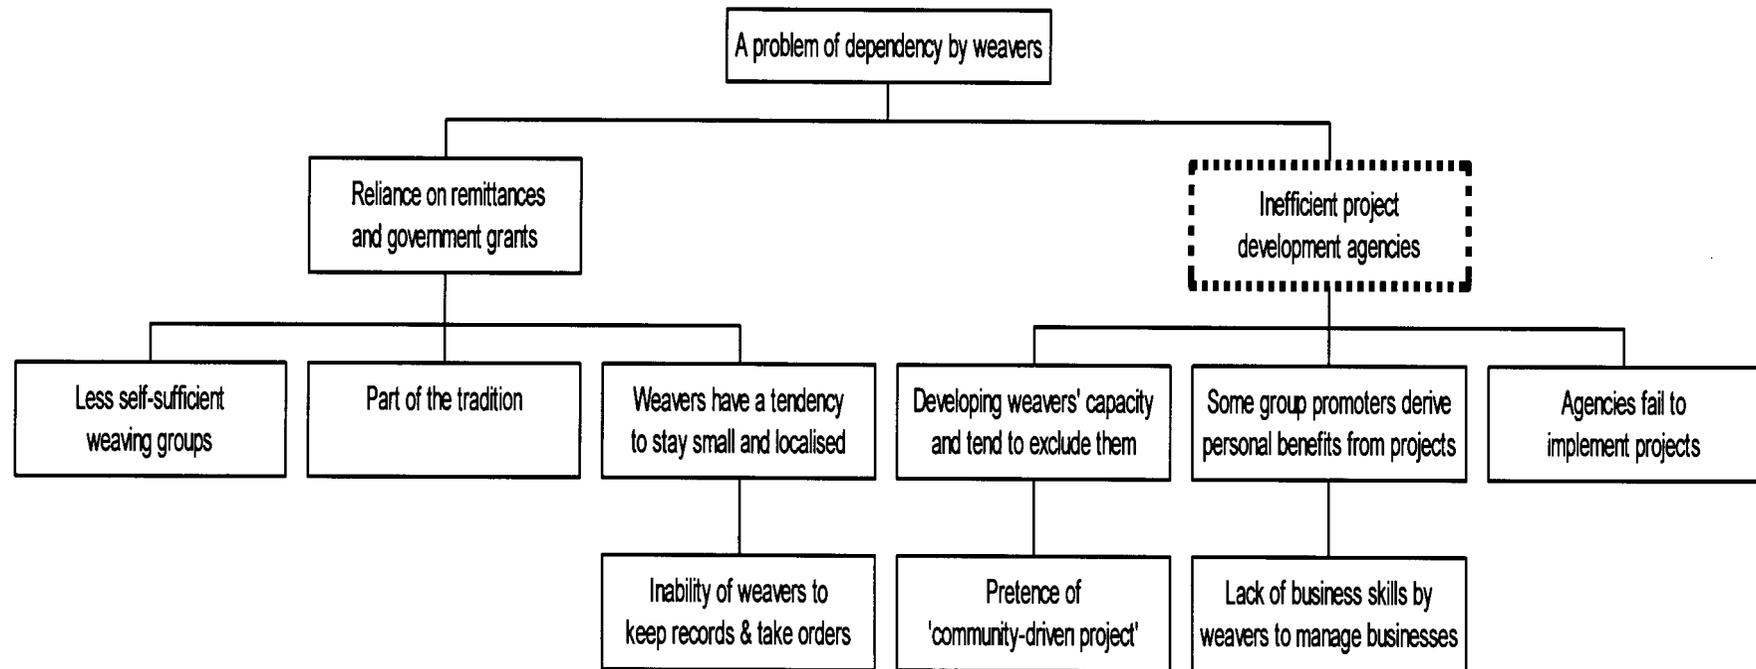 A problem of dependency by weavers
Reliance on remittances
and government grants
Inefficient project
development agencies
Less self-sufficient
weaving groups
Part of the tradition
Weavers have a tendency
to stay small and localised
Developing weavers' capacity
and tend to exclude them
Some group promoters derive
personal benefits from projects
Agencies fail to
implement projects
Inability of weavers to
keep records & take orders
Pretence of
'community-driven project'
Lack of business skills by
weavers to manage businesses